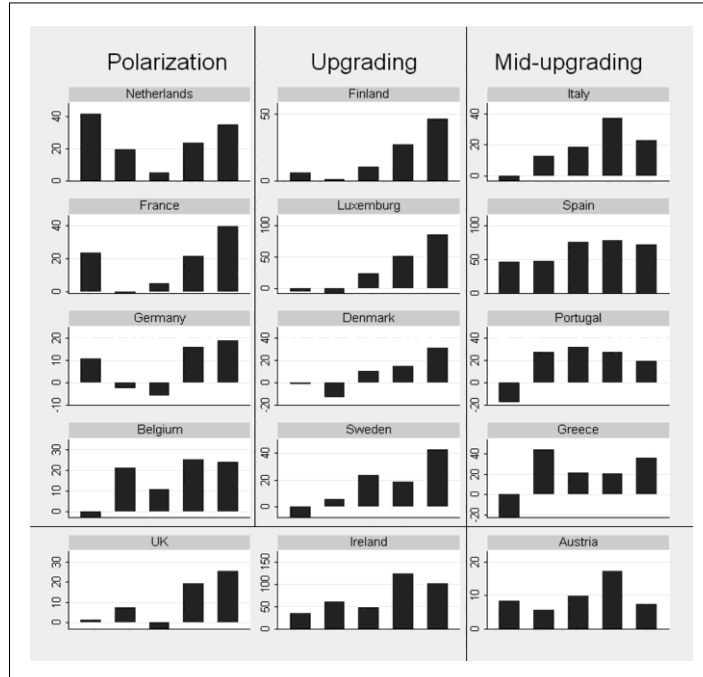 Polarization Upgrading Mid-upgrading
Netherlands Finland Italy
40 20 0
50 0
40 20 0
France Luxemburg Spain
40 20 0
100 50 0
100 50 0
Germany Denmark Portugal
20 10 0 -10
40 20 0 -20
40 20 0 -20
Belgium Sweden Greece
30 20 10 0
40 20 0
40 20 0 -20
UK Ireland Austria
30 20 10 0
150 100 50 0
20 10 0